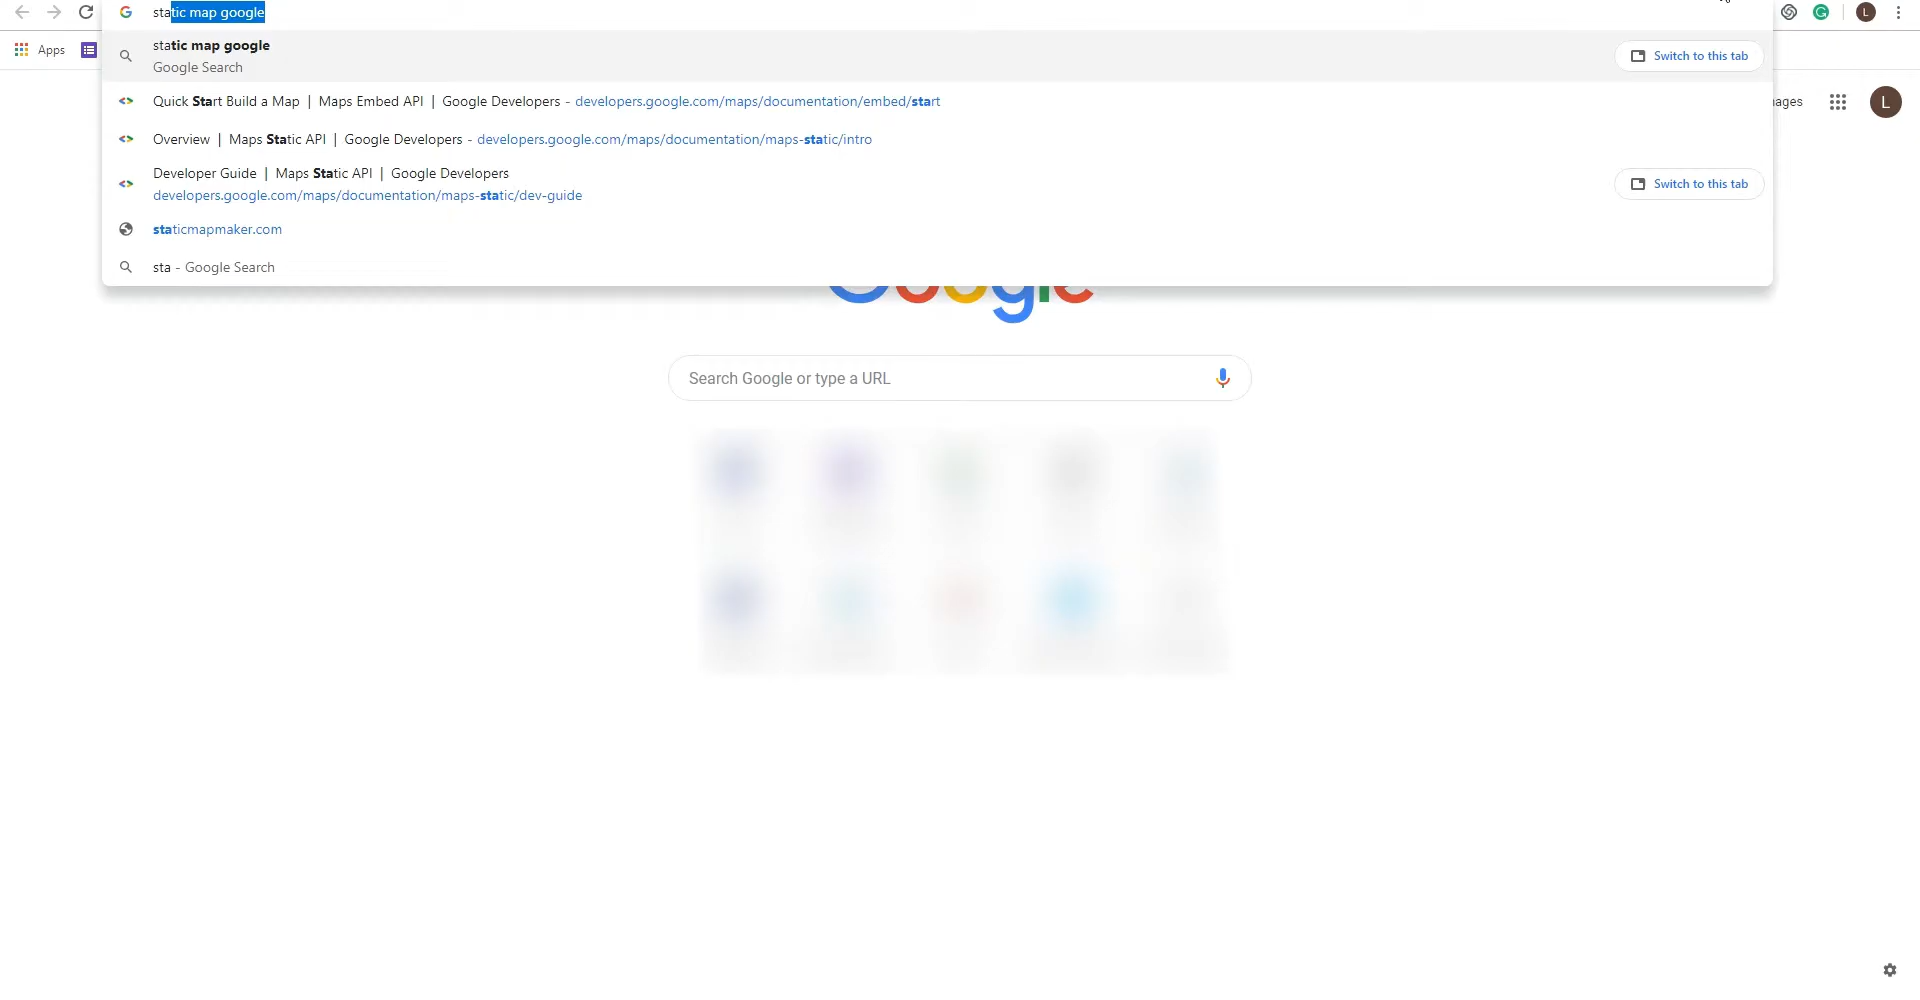 static map google
L
Apps
static map google
Google Search
Switch to this tab
Quick Start Build a Map | Maps Embed API | Google Developers - developers.google.com/maps/documentation/embed/start
ages
L
Overview | Maps Static API | Google Developers - developers.google.com/maps/documentation/maps-static/intro
Developer Guide | Maps Static API | Google Developers
developers.google.com/maps/documentation/maps-static/dev-guide
Switch to this tab
staticmapmaker.com
sta - Google Search
Google
Search Google or type a URL